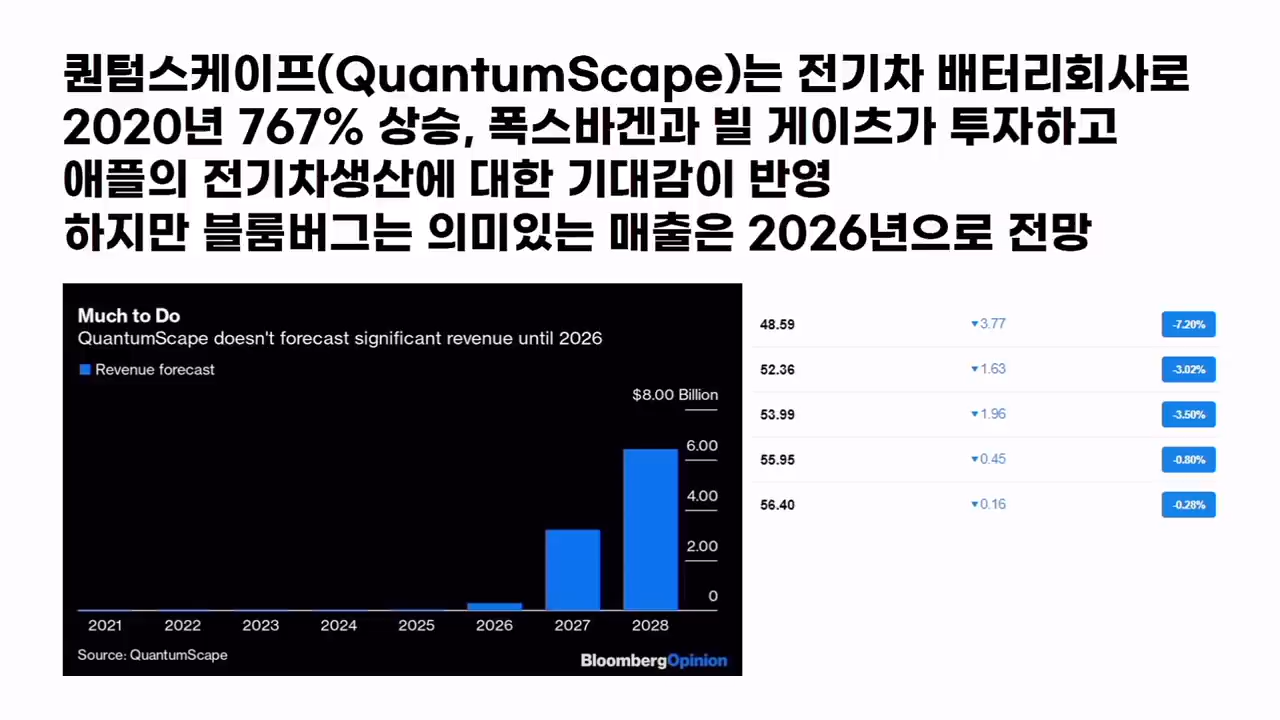 퀀텀스케이프(QuantumScape)는 전기차 배터리회사로
2020년 767% 상승, 폭스바겐과 빌 게이츠가 투자하고
애플의 전기차생산에 대한 기대감이 반영
하지만 블룸버그는 의미있는 매출은 2026년으로 전망
Much to Do
QuantumScape doesn't forecast significant revenue until 2026
Revenue forecast
$8.00 Billion
6.00
4.00
2.00
0
2021 2022 2023 2024 2025 2026 2027 2028
Source: QuantumScape
BloombergOpinion
48.59 ▼3.77 -7.20%
52.36 ▼1.63 -3.02%
53.99 ▼1.96 -3.50%
55.95 ▼0.45 -0.80%
56.40 ▼0.16 -0.28%